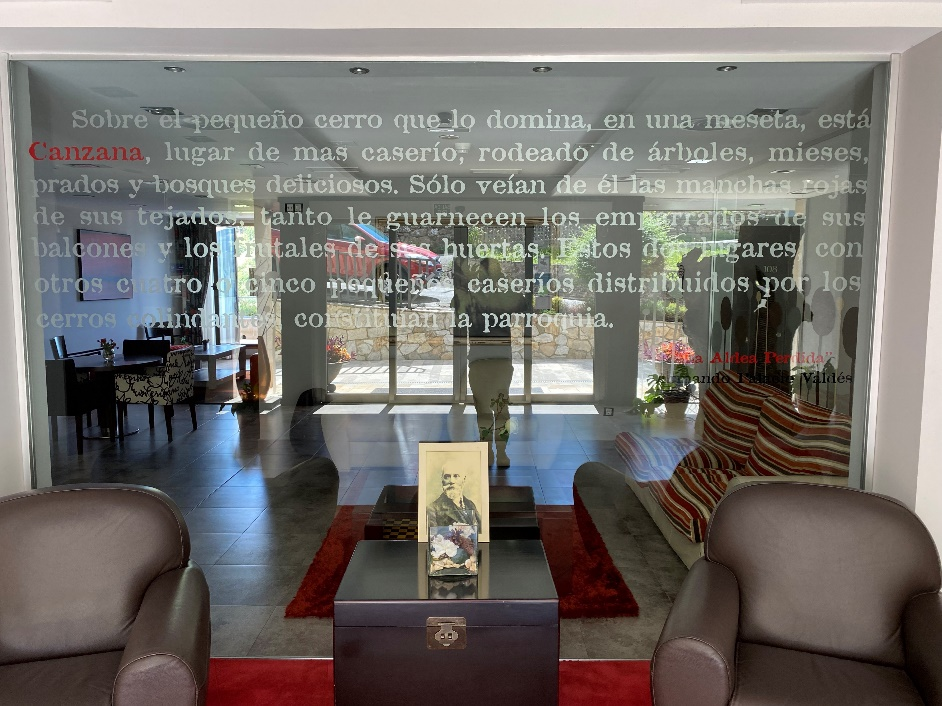 Sobre el pequeño cerro que lo domina, en una meseta, está
Canzana, lugar de mas caserío, rodeado de árboles, mieses,
prados y bosques deliciosos. Sólo veían de él las manchas rojas
de sus tejados: tanto le guarnecen los emparrados de sus
balcones y los frutales de sus huertas. Estos dos lugares, con
otros cuatro o cinco pequeños caseríos distribuidos por los
cerros colindantes, constituían la parroquia.
"La Aldea Perdida"
Palacio Valdés